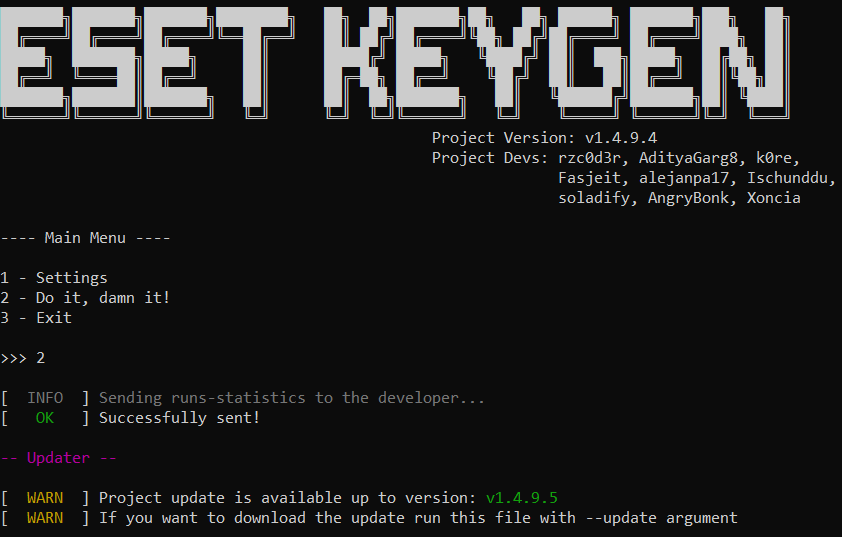 ESET KEYGEN
Project Version: v1.4.9.4
Project Devs: rzc0d3r, AdityaGarg8, k0re,
Fasjeit, alejanpa17, Ischunddu,
soladify, AngryBonk, Xoncia
---- Main Menu ----
1 - Settings
2 - Do it, damn it!
3 - Exit
>>> 2
[  INFO  ] Sending runs-statistics to the developer...
[   OK   ] Successfully sent!
-- Updater --
[  WARN  ] Project update is available up to version: v1.4.9.5
[  WARN  ] If you want to download the update run this file with --update argument